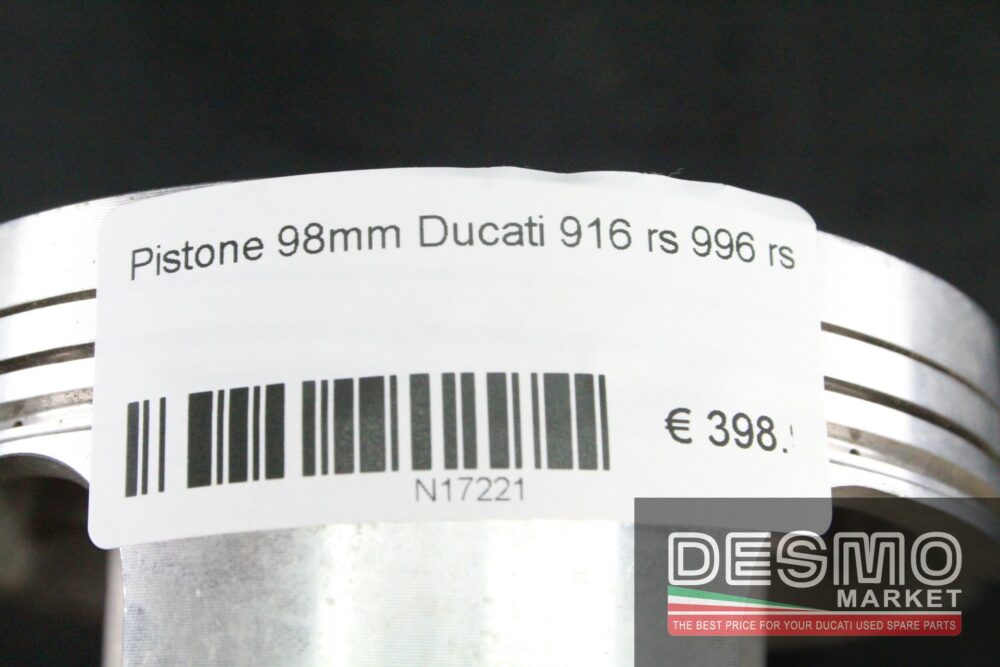 Pistone 98mm Ducati 916 rs 996 rs
€ 398.
N17221
DESMO
MARKET
THE BEST PRICE FOR YOUR DUCATI USED SPARE PARTS